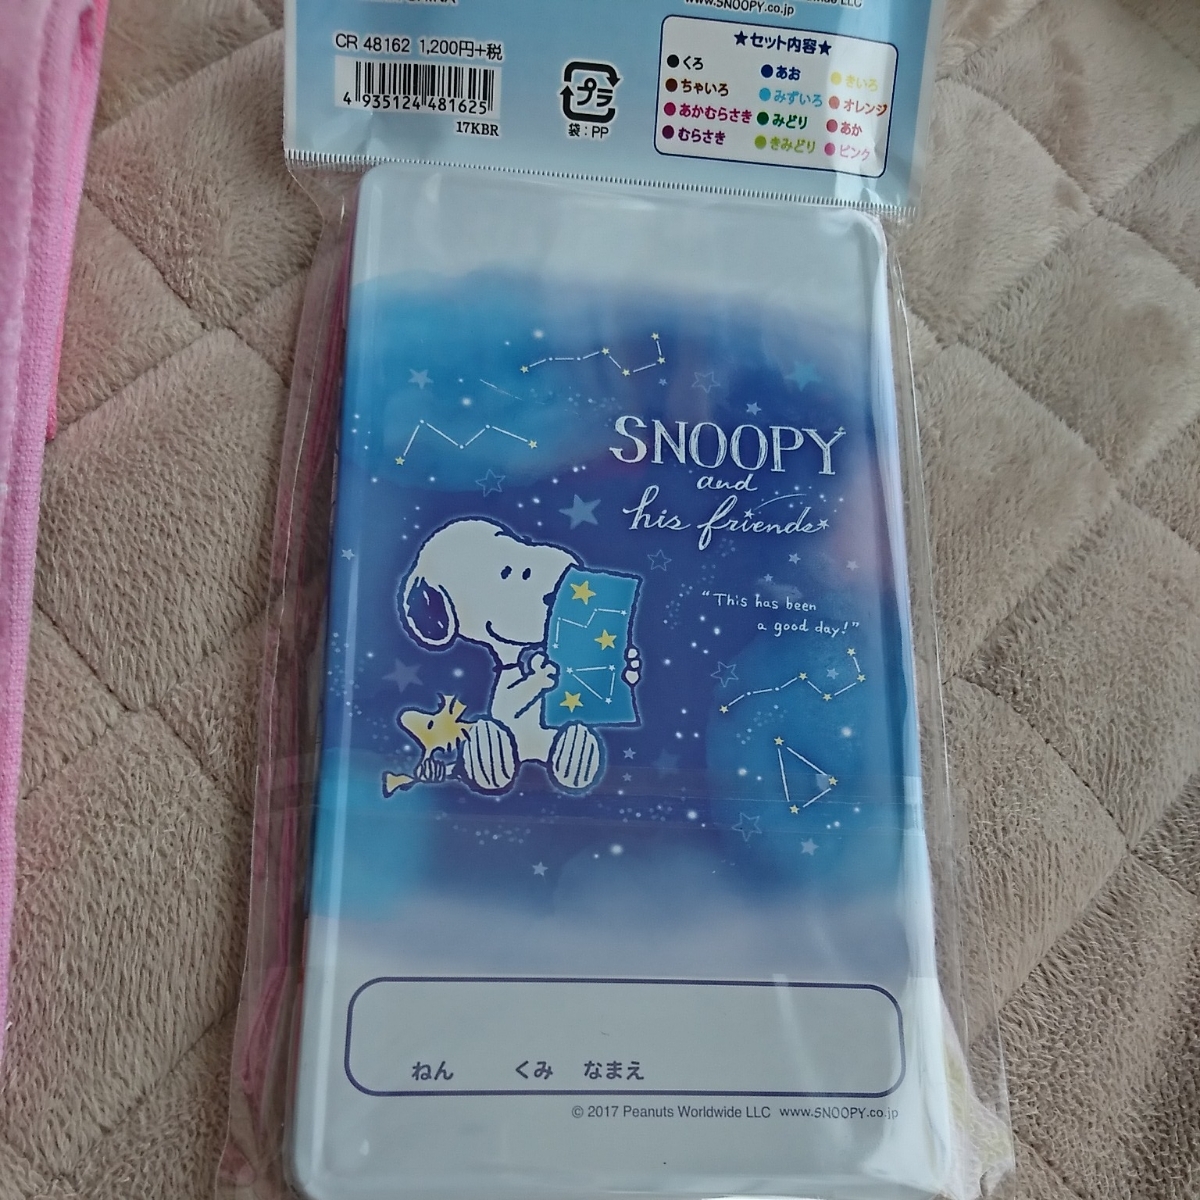 www.SNOOPY.co.jp
CR 48162 1,200円+税
4 935124 481625
17KBR
プラ
袋:PP
★セット内容★
●くろ ●あお ●きいろ
●ちゃいろ ●みずいろ ●オレンジ
●あかむらさき ●みどり ●あか
●むらさき ●きみどり ●ピンク
SNOOPY
and
his friends
"This has been
a good day!"
ねん くみ なまえ
© 2017 Peanuts Worldwide LLC www.SNOOPY.co.jp